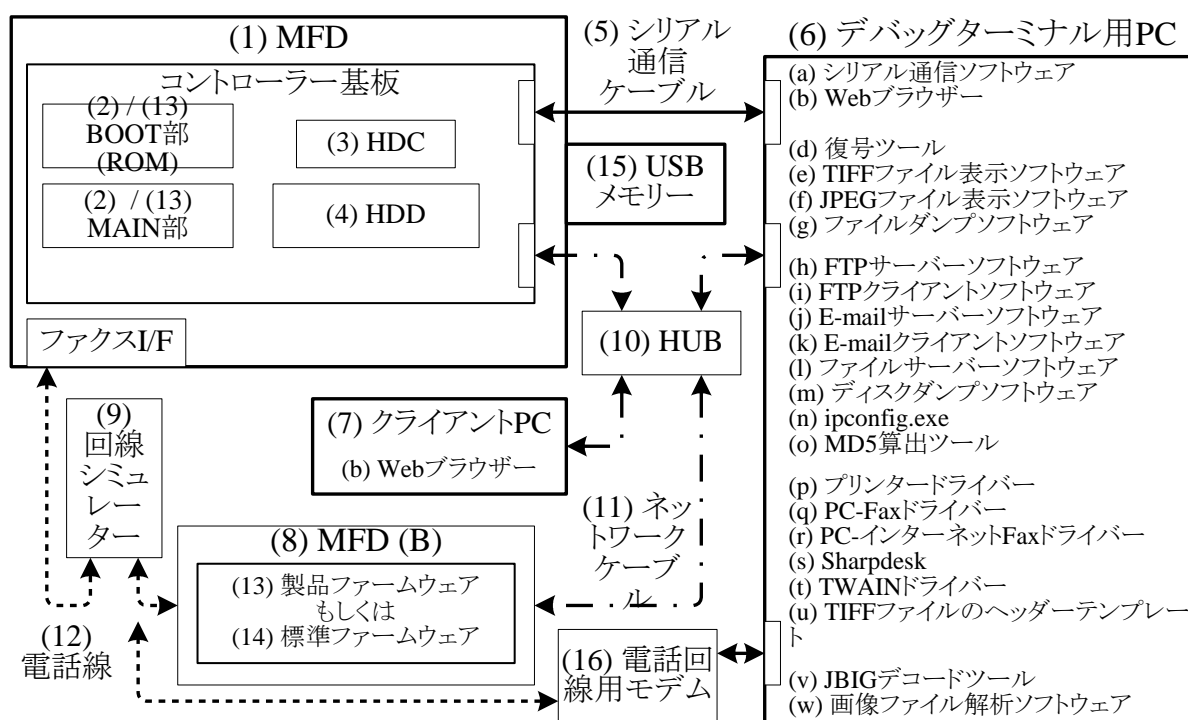 (1) MFD
コントローラー基板
(2) / (13)
BOOT部
(ROM)
(3) HDC
(2) / (13)
MAIN部
(4) HDD
ファクスI/F
(5) シリアル
通信
ケーブル
(15) USB
メモリー
(10) HUB
(7) クライアントPC
(b) Webブラウザー
(9)
回線
シミュ
レー
ター
(8) MFD (B)
(13) 製品ファームウェア
もしくは
(14) 標準ファームウェア
(11) ネッ
トワーク
ケーブ
ル
(12)
電話線
(16) 電話回
線用モデム
(6) デバッグターミナル用PC
(a) シリアル通信ソフトウェア
(b) Webブラウザー
(d) 復号ツール
(e) TIFFファイル表示ソフトウェア
(f) JPEGファイル表示ソフトウェア
(g) ファイルダンプソフトウェア
(h) FTPサーバーソフトウェア
(i) FTPクライアントソフトウェア
(j) E-mailサーバーソフトウェア
(k) E-mailクライアントソフトウェア
(l) ファイルサーバーソフトウェア
(m) ディスクダンプソフトウェア
(n) ipconfig.exe
(o) MD5算出ツール
(p) プリンタードライバー
(q) PC-Faxドライバー
(r) PC-インターネットFaxドライバー
(s) Sharpdesk
(t) TWAINドライバー
(u) TIFFファイルのヘッダーテンプレー
ト
(v) JBIGデコードツール
(w) 画像ファイル解析ソフトウェア